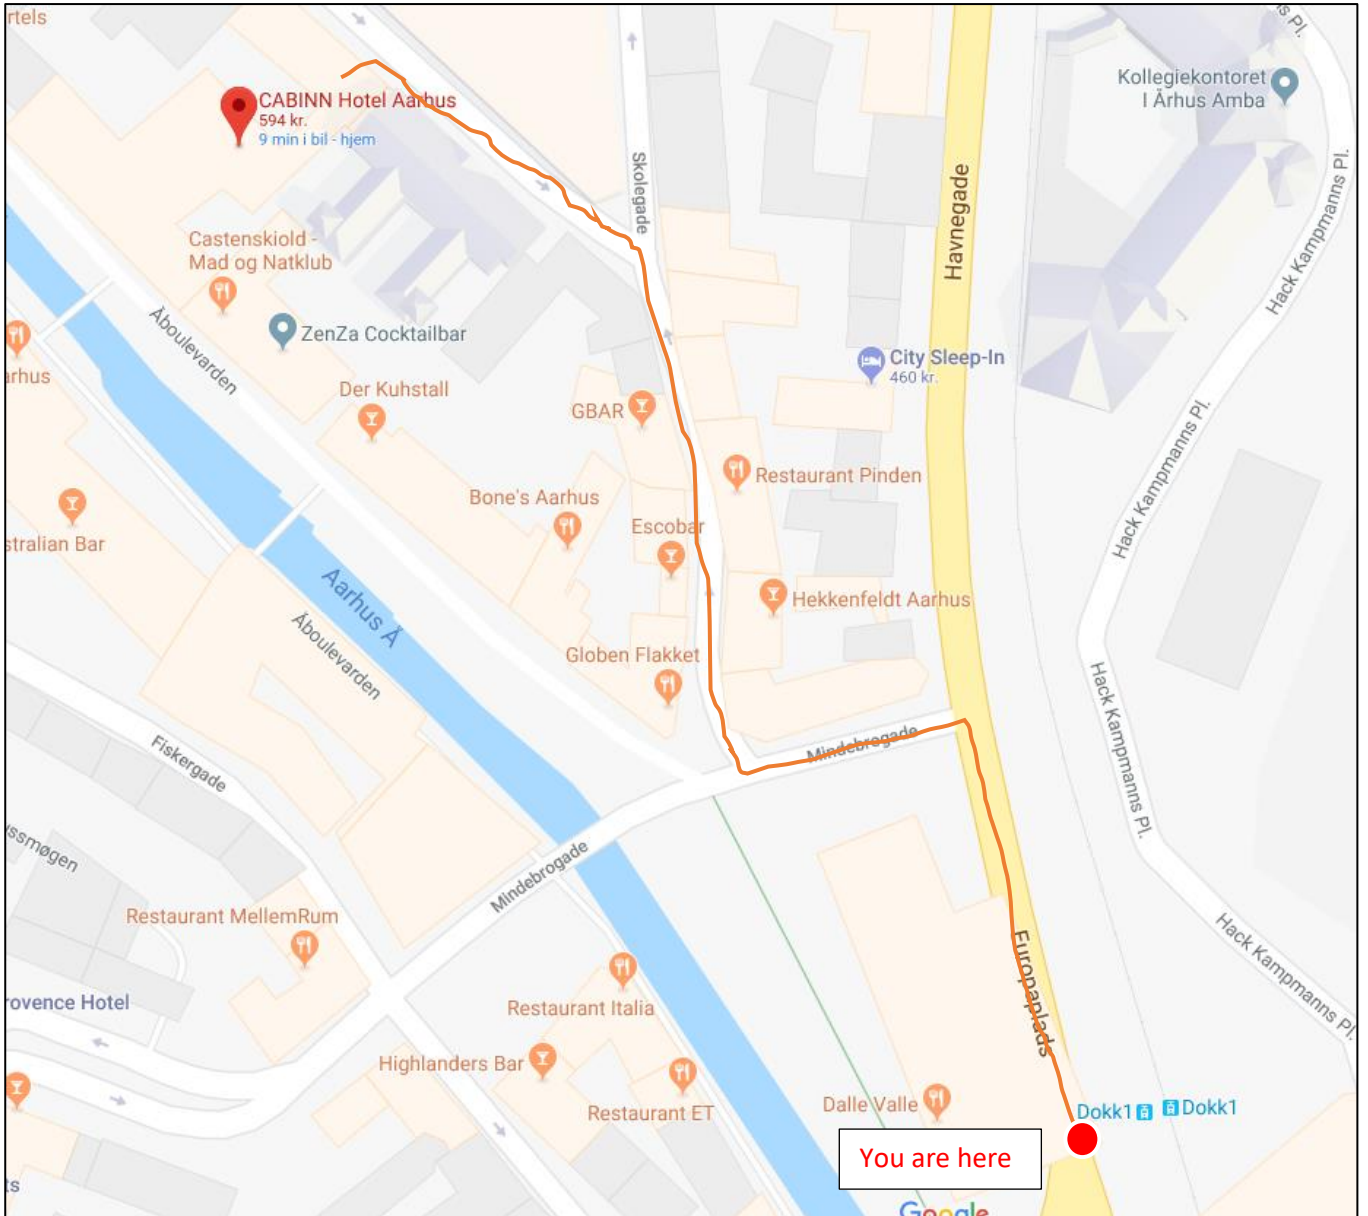 rtels
s Pl.
Kollegiekontoret
I Århus Amba
CABINN Hotel Aarhus
594 kr.
9 min i bil - hjem
Skolegade
Havnegade
Hack Kampmanns Pl.
Castenskiold -
Mad og Natklub
ZenZa Cocktailbar
Åboulevarden
City Sleep-In
460 kr.
arhus
Der Kuhstall
GBAR
Restaurant Pinden
Hack Kampmanns Pl.
Bone's Aarhus
Escobar
stralian Bar
Aarhus Å
Hekkenfeldt Aarhus
Åboulevarden
Globen Flakket
Hack Kampmanns Pl.
Fiskergade
Mindebrogade
Mindebrogade
ssmøgen
Restaurant MellemRum
Europaplads
Hack Kampmanns Pl.
rovence Hotel
Restaurant Italia
Highlanders Bar
Restaurant ET
Dalle Valle
Dokk1
Dokk1
You are here
ts
Google